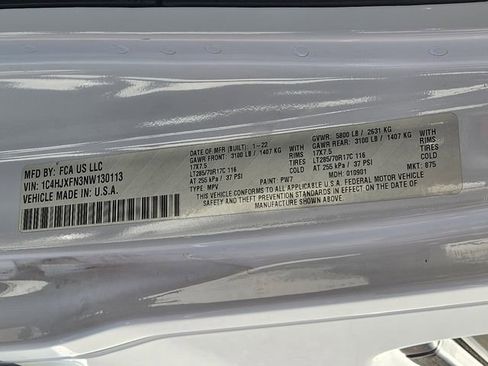 MFD BY: FCA US LLC
VIN: 1C4HJXFN3NW130113
VEHICLE MADE IN: U.S.A.
DATE OF MFR (BUILT): 1-22
GAWR FRONT: 3100 LB / 1407 KG WITH
17X7.5 RIMS
LT285/70R17C 116 TIRES
AT 255 kPa / 37 PSI COLD
TYPE: MPV
GVWR: 5800 LB / 2631 KG
GAWR REAR: 3100 LB / 1407 KG WITH
17X7.5 RIMS
LT285/70R17C 116 TIRES
AT 255 kPa / 37 PSI COLD
PAINT: PW7 MDH: 010901 MKT: 875
THIS VEHICLE CONFORMS TO ALL APPLICABLE U.S.A. FEDERAL MOTOR VEHICLE
SAFETY AND THEFT PREVENTION STANDARDS IN EFFECT ON THE DATE OF
MANUFACTURE SHOWN ABOVE.